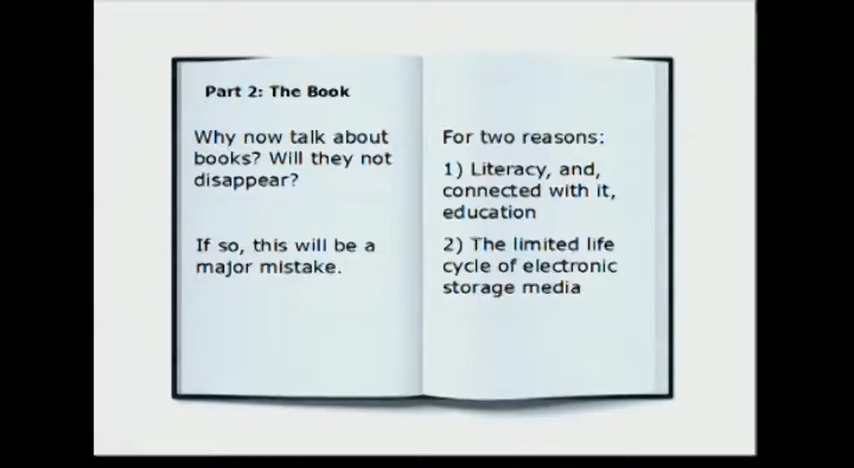 Part 2: The Book
Why now talk about
books? Will they not
disappear?
If so, this will be a
major mistake.
For two reasons:
1) Literacy, and,
connected with it,
education
2) The limited life
cycle of electronic
storage media